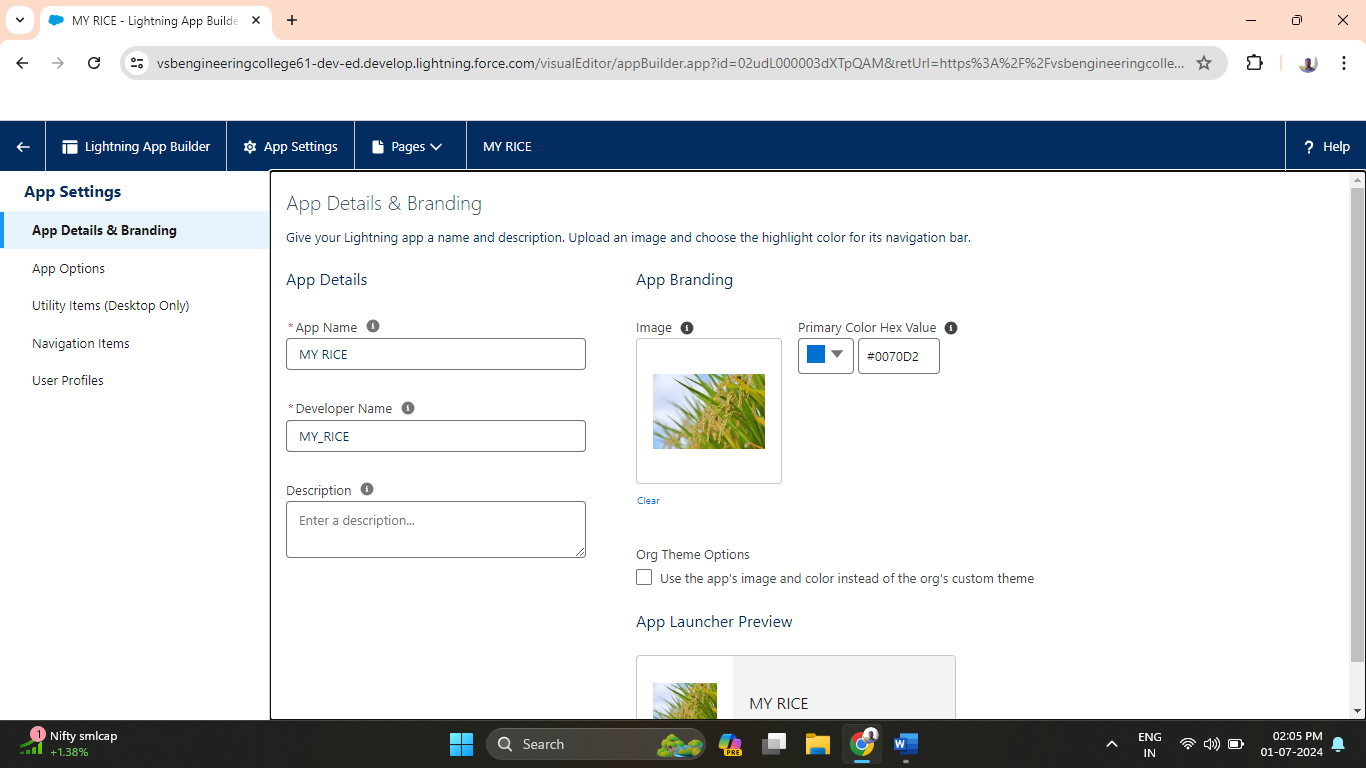 MY RICE - Lightning App Builde
vsbengineeringcollege61-dev-ed.develop.lightning.force.com/visualEditor/appBuilder.app?id=02udL000003dXTpQAM&retUrl=https%3A%2F%2Fvsbengineeringcolle...
Lightning App Builder
App Settings
Pages
MY RICE
? Help
App Settings
App Details & Branding
App Options
Utility Items (Desktop Only)
Navigation Items
User Profiles
App Details & Branding
Give your Lightning app a name and description. Upload an image and choose the highlight color for its navigation bar.
App Details
*App Name
MY RICE
*Developer Name
MY_RICE
Description
Enter a description...
App Branding
Image
Clear
Primary Color Hex Value
#0070D2
Org Theme Options
Use the app's image and color instead of the org's custom theme
App Launcher Preview
MY RICE
1
Nifty smlcap
+1.38%
Search
PRE
ENG
IN
02:05 PM
01-07-2024